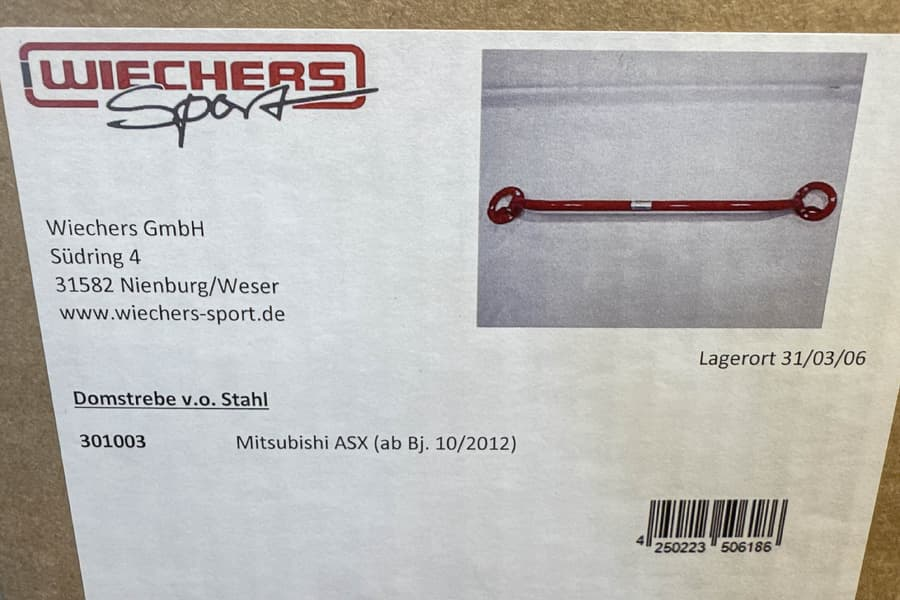 WIECHERS
Sport
Wiechers GmbH
Südring 4
31582 Nienburg/Weser
www.wiechers-sport.de
Lagerort 31/03/06
Domstrebe v.o. Stahl
301003 Mitsubishi ASX (ab Bj. 10/2012)
4 250223 506186